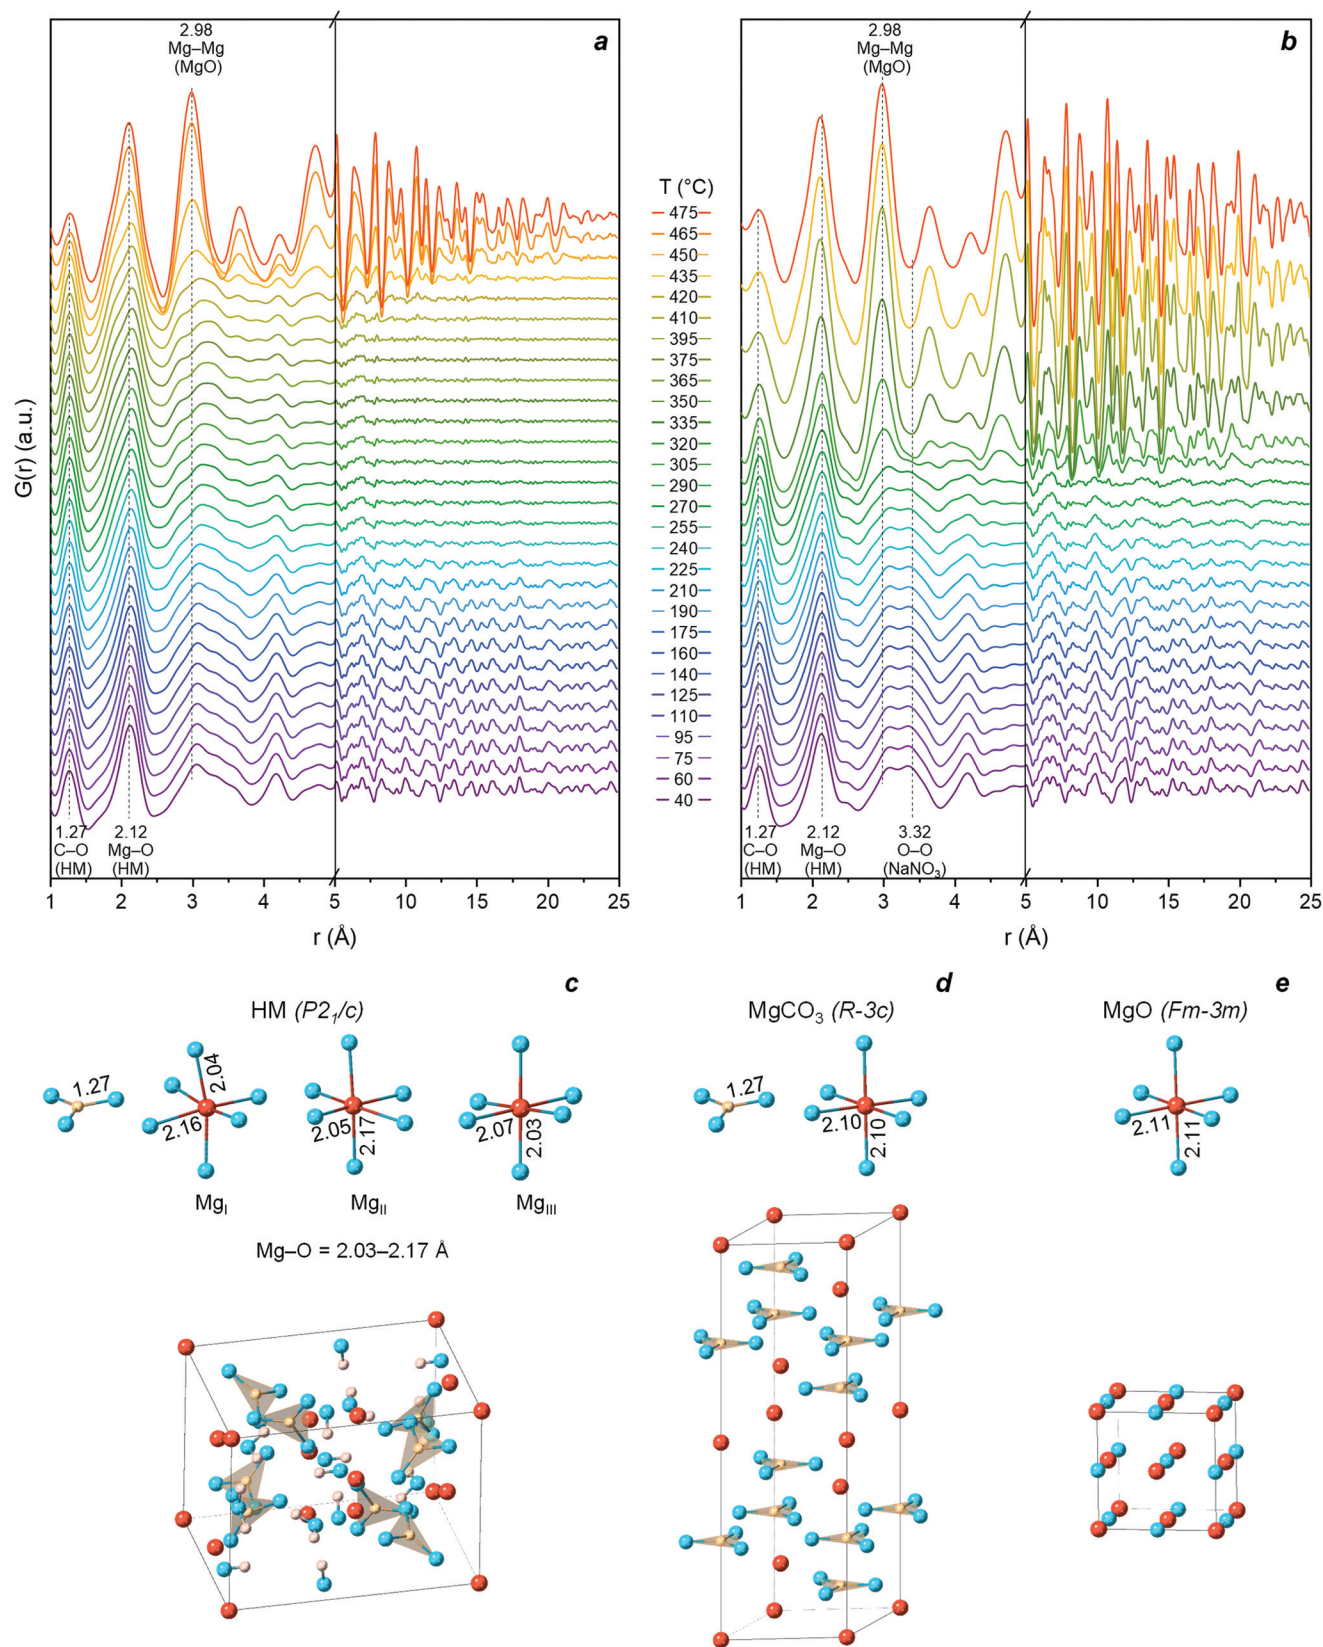 a
2.98
Mg–Mg
(MgO)
G(r) (a.u.)
1.27
C–O
(HM)
2.12
Mg–O
(HM)
1 2 3 4 5 10 15 20 25
r (Å)
T (°C)
475
465
450
435
420
410
395
375
365
350
335
320
305
290
270
255
240
225
210
190
175
160
140
125
110
95
75
60
40
b
2.98
Mg–Mg
(MgO)
1.27
C–O
(HM)
2.12
Mg–O
(HM)
3.32
O–O
(NaNO₃)
1 2 3 4 5 10 15 20 25
r (Å)
c
HM (P2₁/c)
1.27
2.04
2.16
2.05
2.17
2.07
2.03
Mg_I Mg_II Mg_III
Mg–O = 2.03–2.17 Å
d
MgCO₃ (R-3c)
1.27
2.10
2.10
e
MgO (Fm-3m)
2.11
2.11